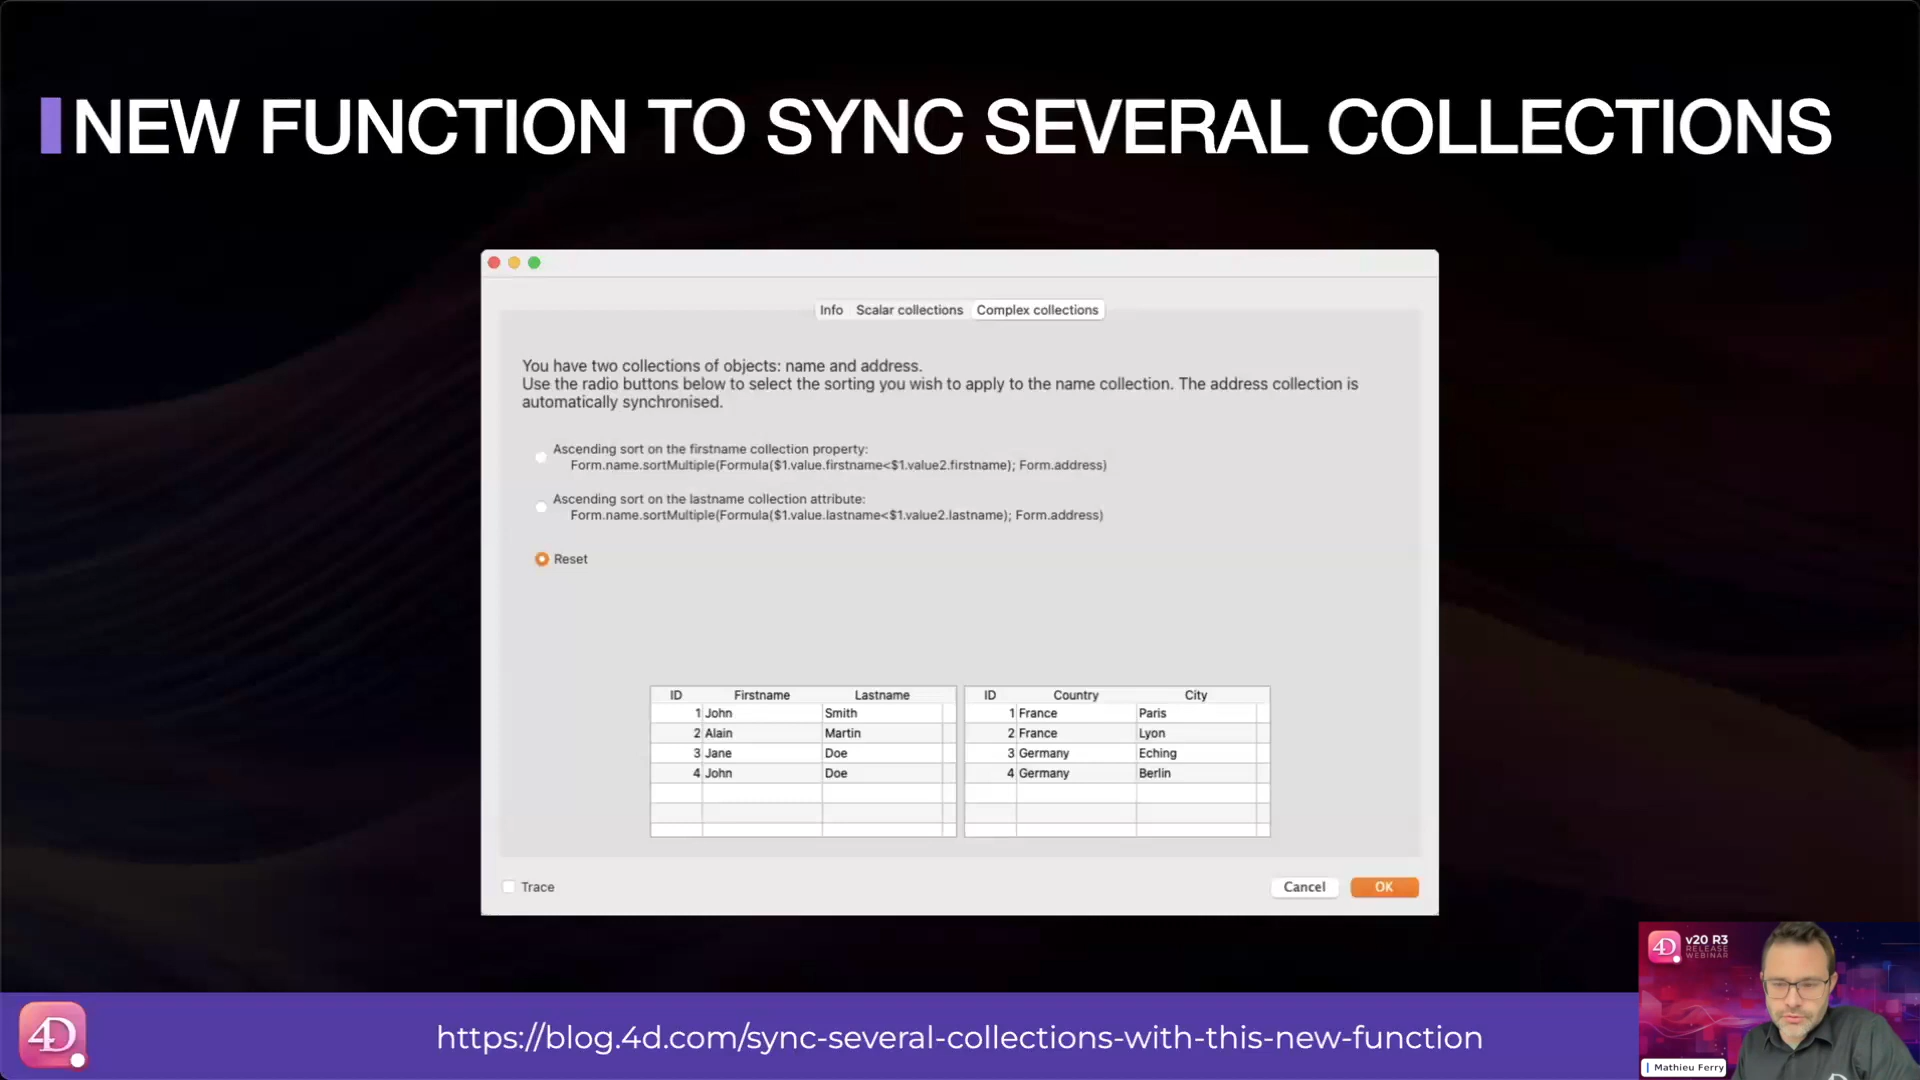 NEW FUNCTION TO SYNC SEVERAL COLLECTIONS
Info Scalar collections Complex collections
You have two collections of objects: name and address.
Use the radio buttons below to select the sorting you wish to apply to the name collection. The address collection is
automatically synchronised.
Ascending sort on the firstname collection property:
Form.name.sortMultiple(Formula($1.value.firstname<$1.value2.firstname); Form.address)
Ascending sort on the lastname collection attribute:
Form.name.sortMultiple(Formula($1.value.lastname<$1.value2.lastname); Form.address)
Reset
ID Firstname Lastname ID Country City
1 John Smith 1 France Paris
2 Alain Martin 2 France Lyon
3 Jane Doe 3 Germany Eching
4 John Doe 4 Germany Berlin
Trace Cancel OK
4D v20 R3
RELEASE
WEBINAR
4D https://blog.4d.com/sync-several-collections-with-this-new-function
Mathieu Ferry